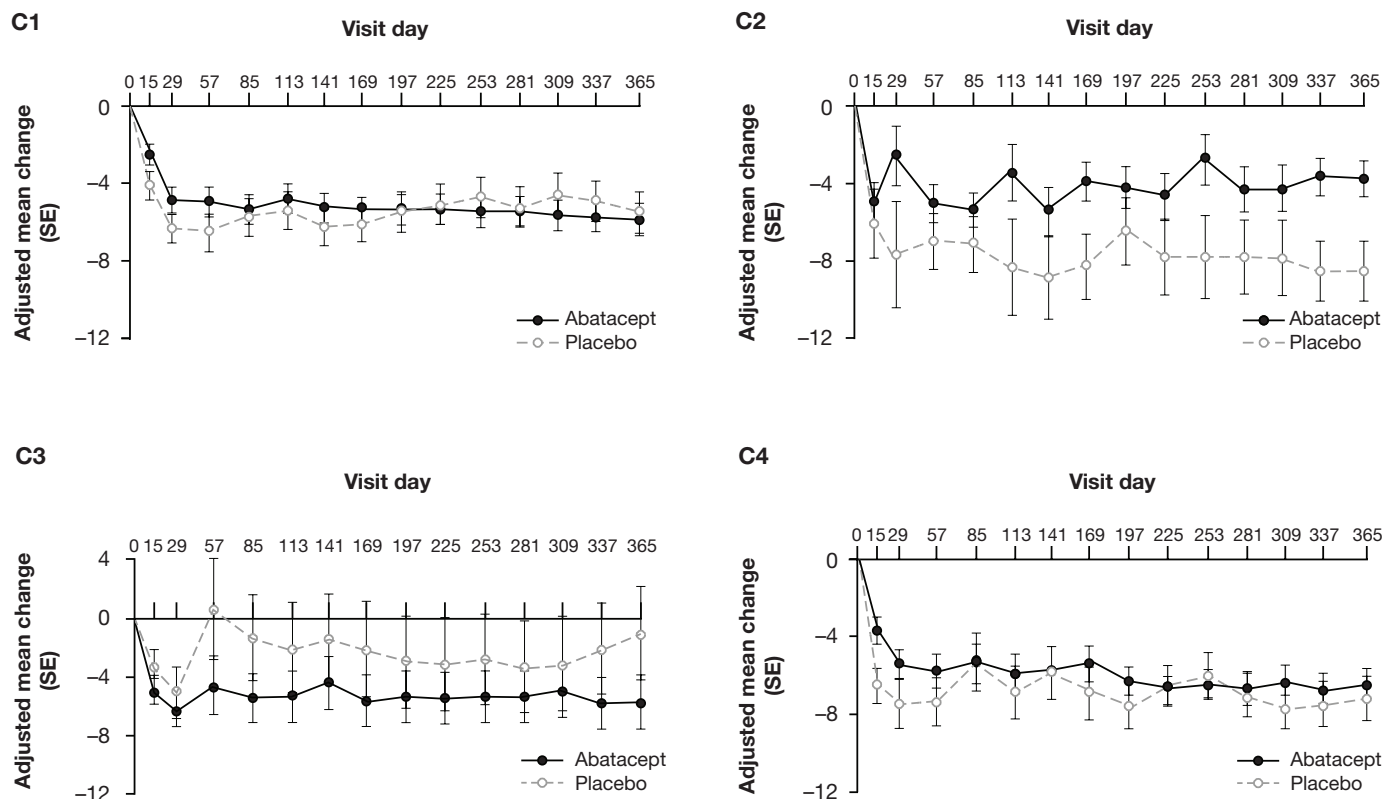 C1
Visit day
0 15 29 57 85 113 141 169 197 225 253 281 309 337 365
Adjusted mean change
(SE)
0
−4
−8
−12
Abatacept
Placebo
C2
Visit day
0 15 29 57 85 113 141 169 197 225 253 281 309 337 365
Adjusted mean change
(SE)
0
−4
−8
−12
Abatacept
Placebo
C3
Visit day
0 15 29 57 85 113 141 169 197 225 253 281 309 337 365
Adjusted mean change
(SE)
4
0
−4
−8
−12
Abatacept
Placebo
C4
Visit day
0 15 29 57 85 113 141 169 197 225 253 281 309 337 365
Adjusted mean change
(SE)
0
−4
−8
−12
Abatacept
Placebo